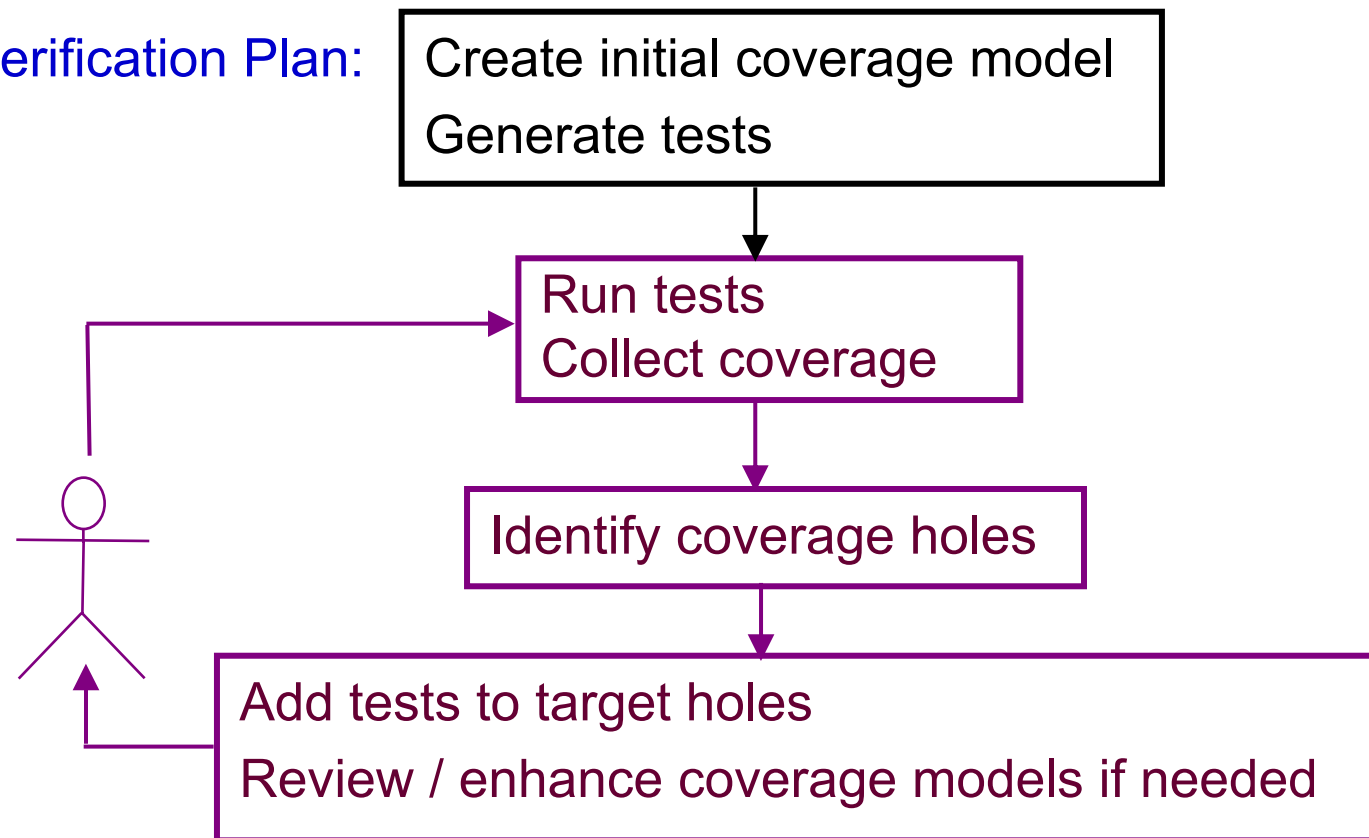 erification Plan:
Create initial coverage model
Generate tests
Run tests
Collect coverage
Identify coverage holes
Add tests to target holes
Review / enhance coverage models if needed